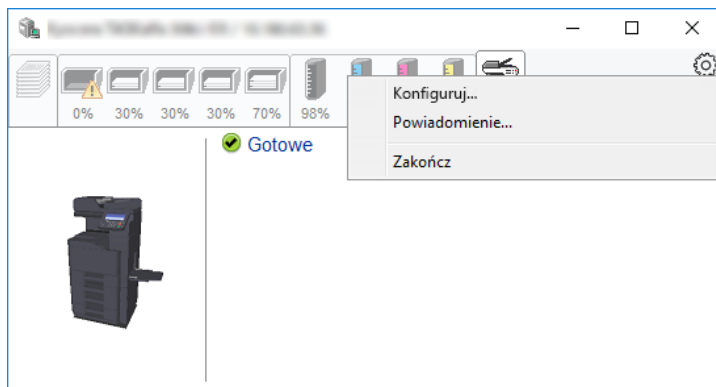 0% 30% 30% 30% 70% 98%
Konfiguruj...
Powiadomienie...
Zakończ
Gotowe